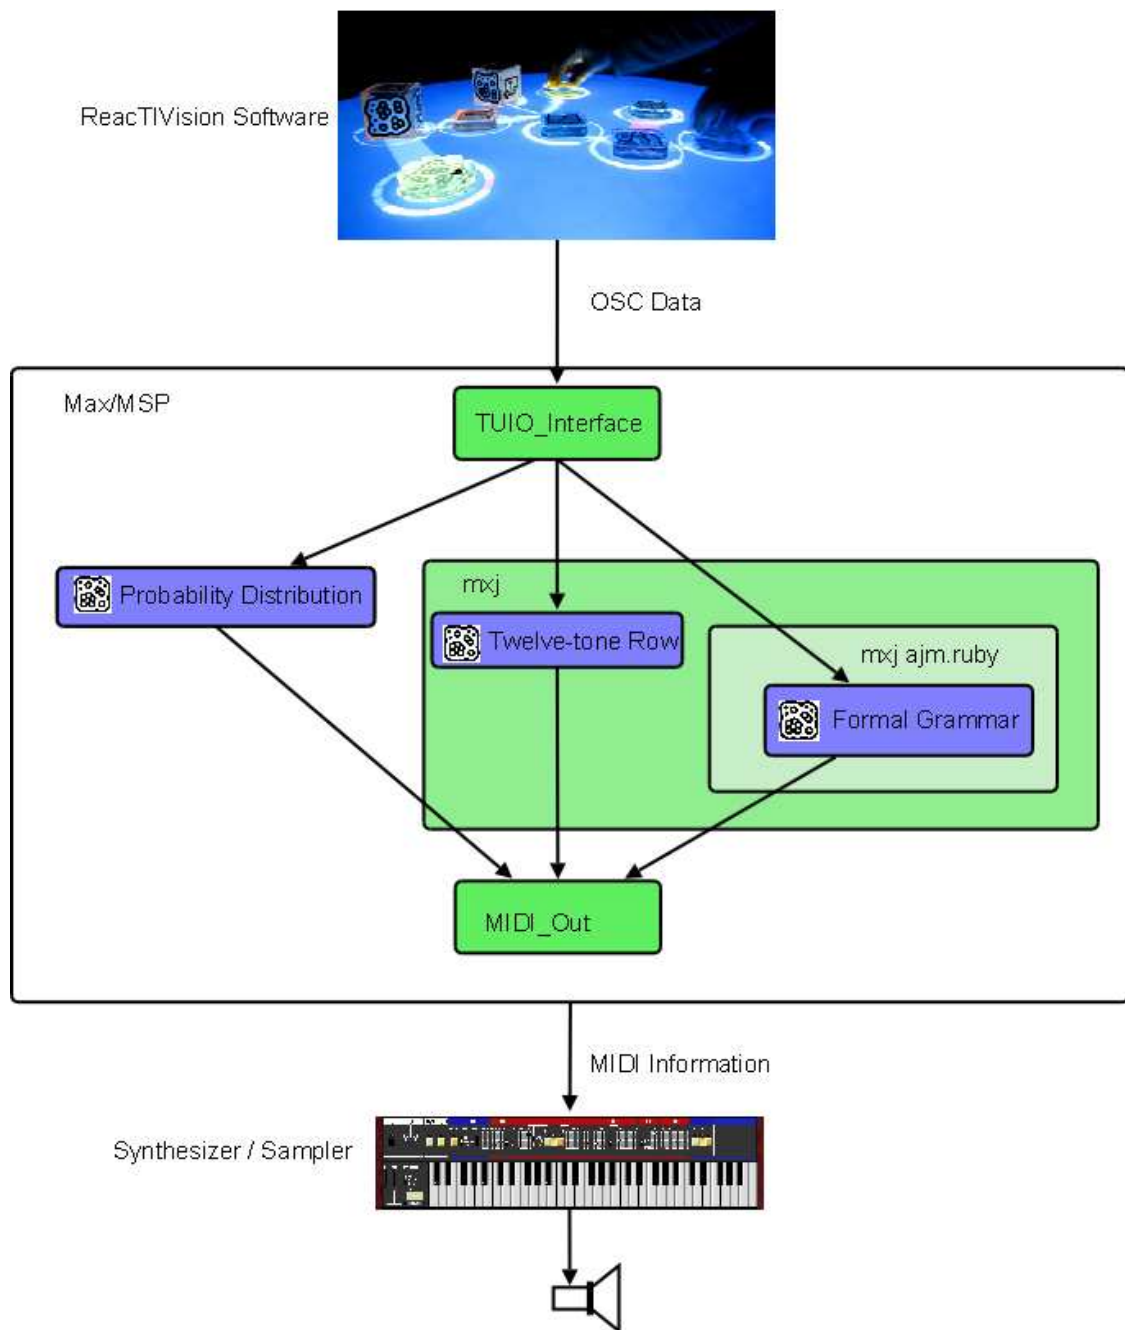 ReacTIVision Software
OSC Data
Max/MSP
TUIO_Interface
Probability Distribution
mxj
Twelve-tone Row
mxj ajm.ruby
Formal Grammar
MIDI_Out
MIDI Information
Synthesizer / Sampler